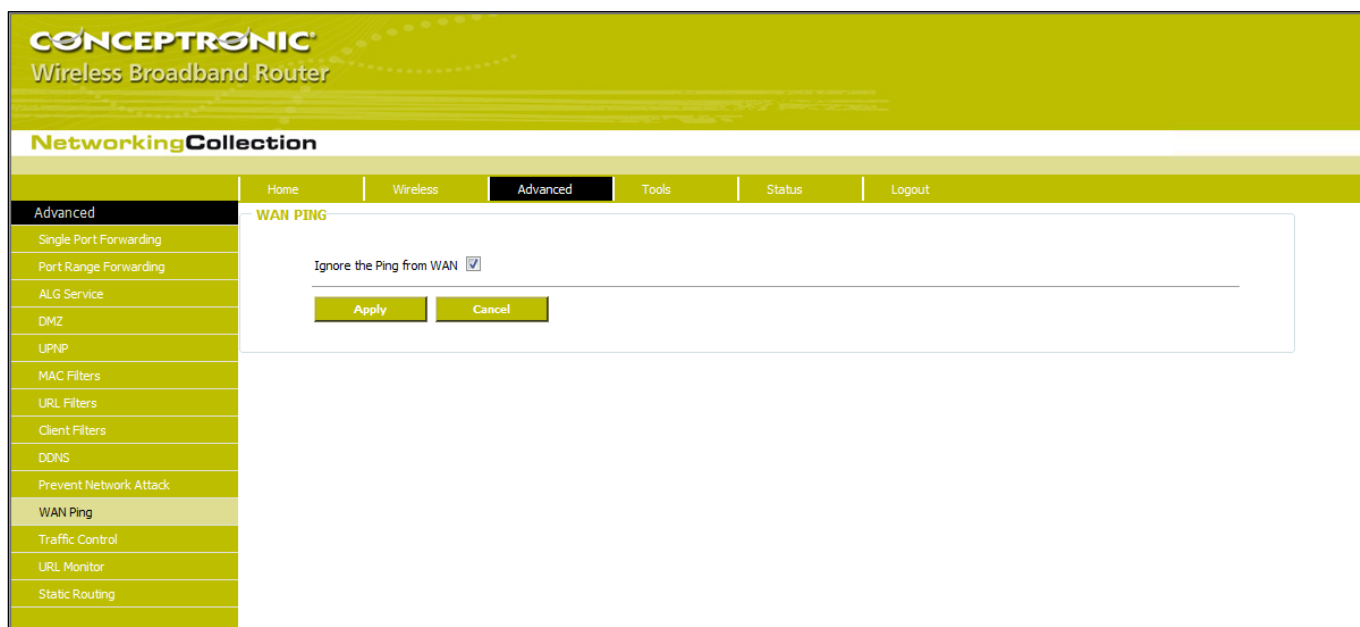 CONCEPTRONIC
Wireless Broadband Router
NetworkingCollection
Home Wireless Advanced Tools Status Logout
Advanced
Single Port Forwarding
Port Range Forwarding
ALG Service
DMZ
UPNP
MAC Filters
URL Filters
Client Filters
DDNS
Prevent Network Attack
WAN Ping
Traffic Control
URL Monitor
Static Routing
WAN PING
Ignore the Ping from WAN
Apply Cancel